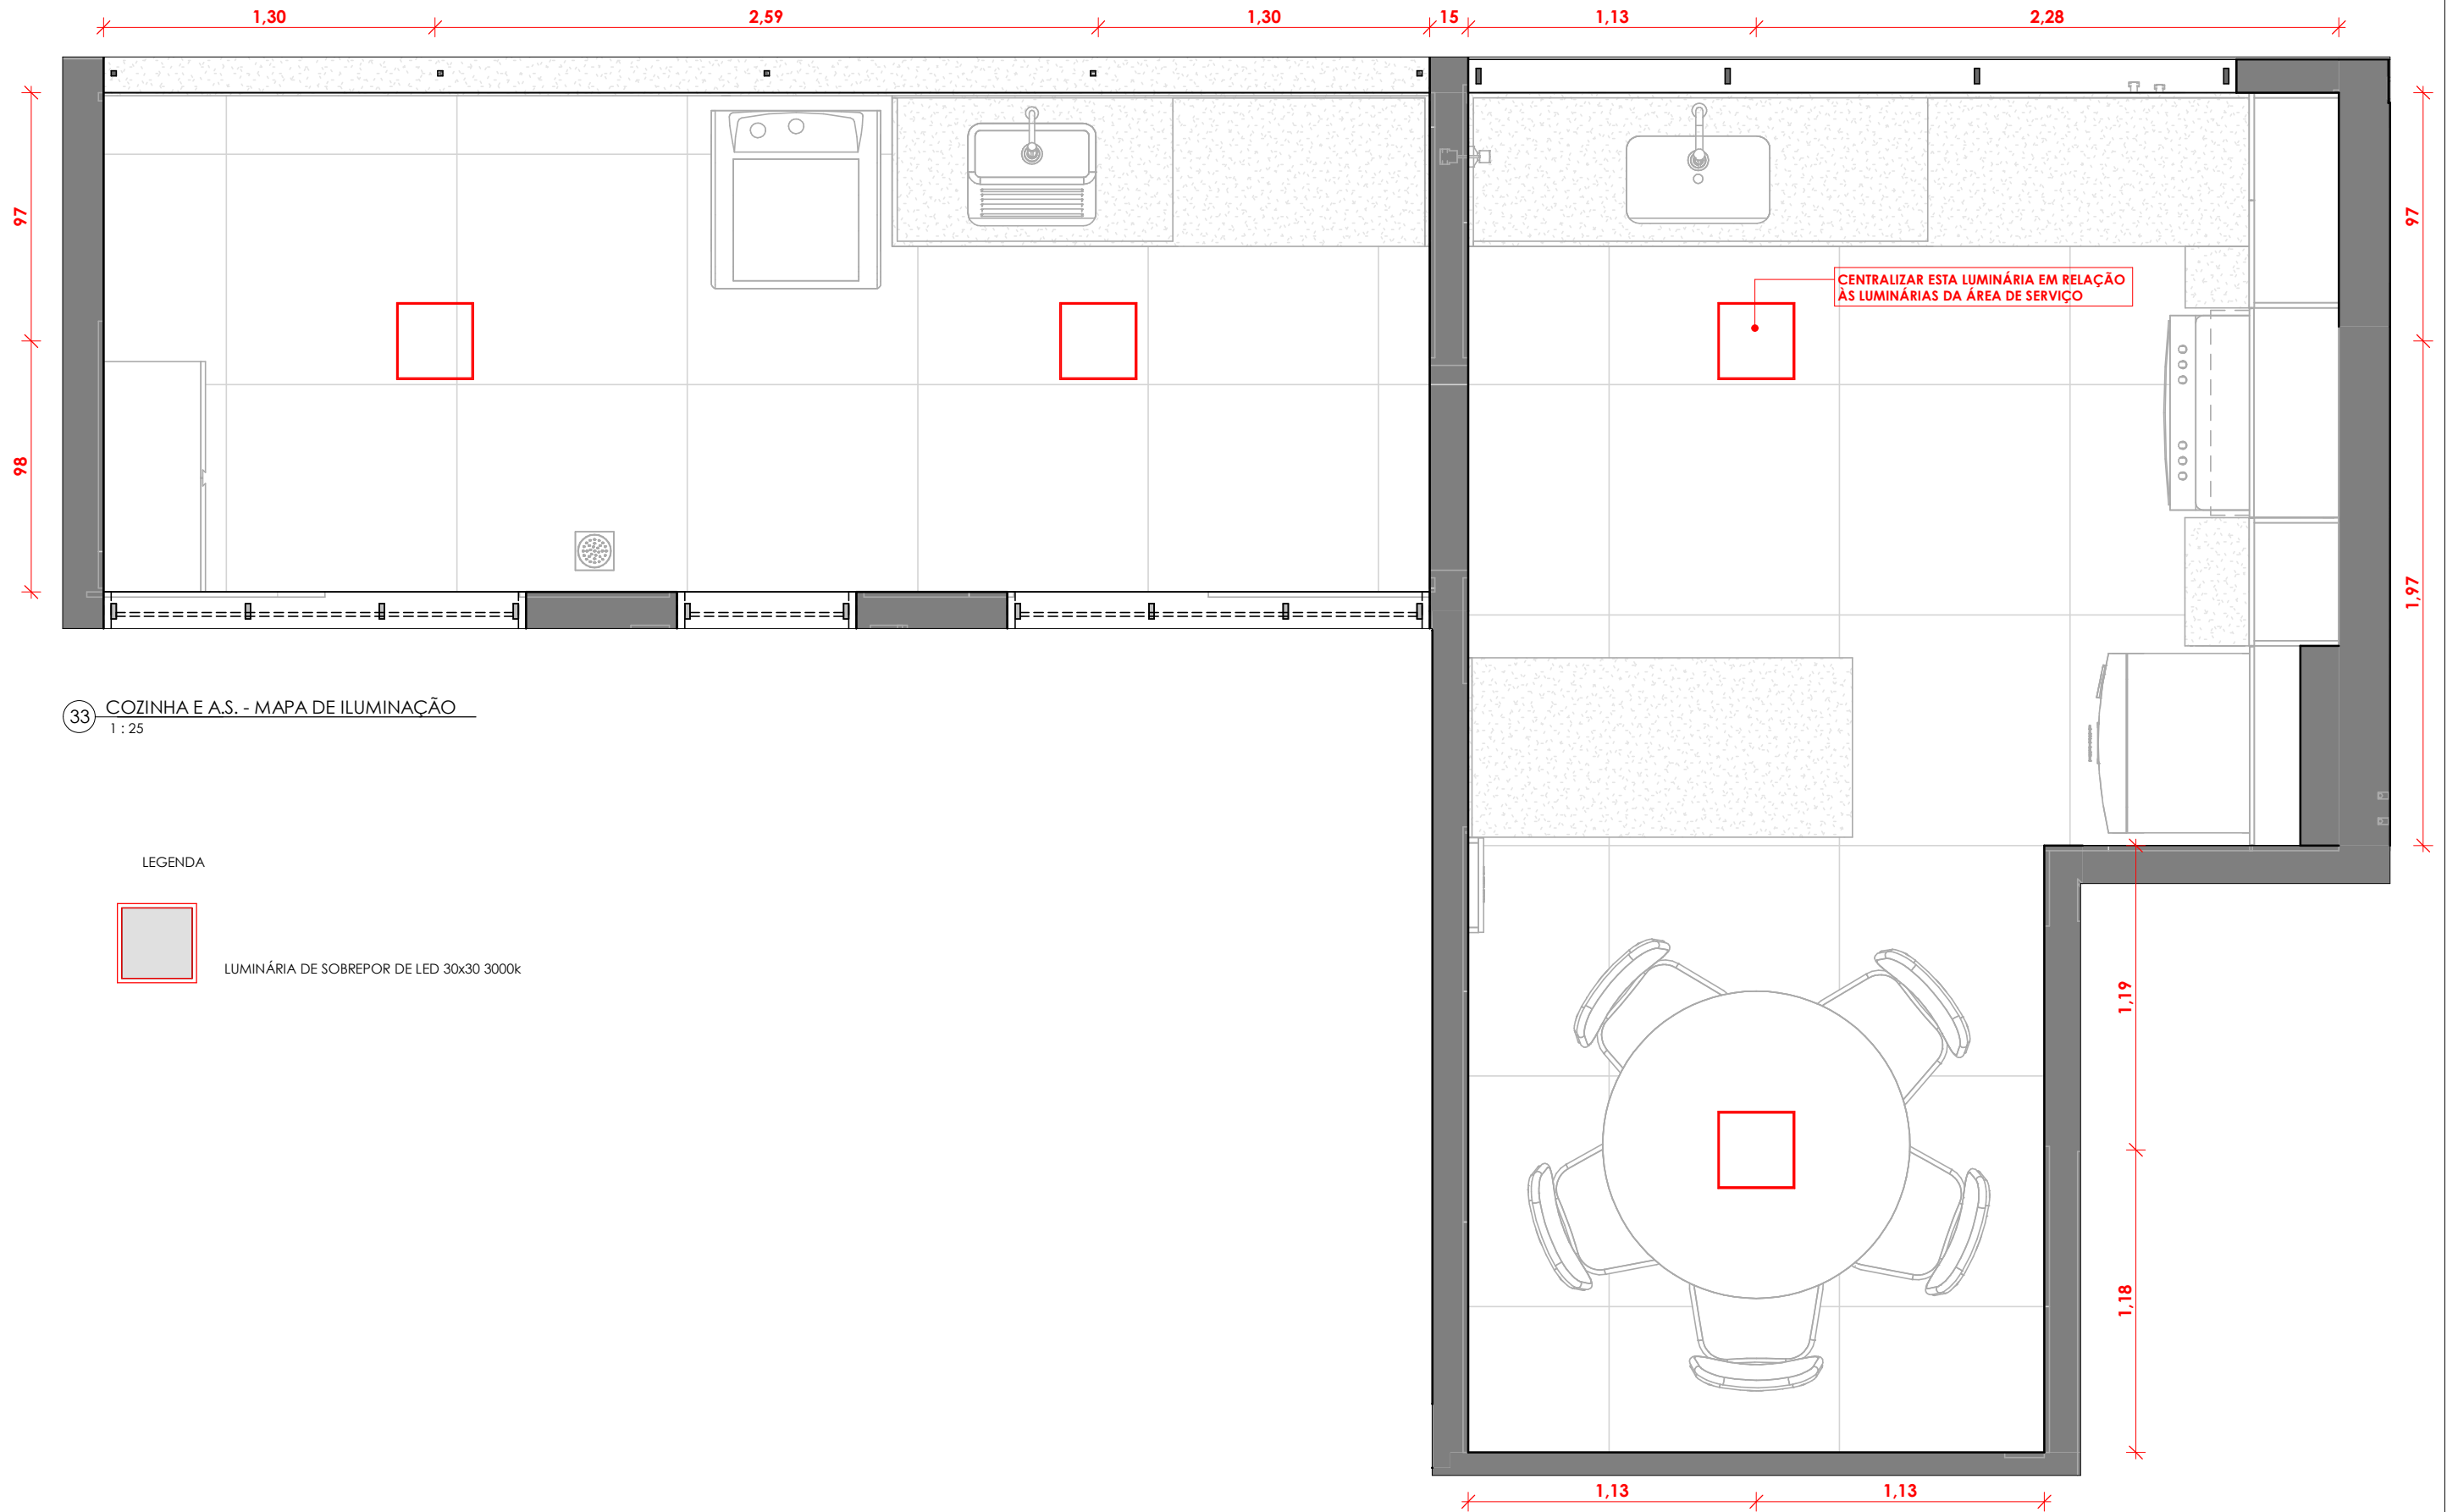 1,30 2,59 1,30 15 1,13 2,28
97
98
97
1,97
CENTRALIZAR ESTA LUMINÁRIA EM RELAÇÃO
ÀS LUMINÁRIAS DA ÁREA DE SERVIÇO
33 COZINHA E A.S. - MAPA DE ILUMINAÇÃO
1 : 25
LEGENDA
LUMINÁRIA DE SOBREPOR DE LED 30x30 3000k
1,19
1,18
1,13 1,13